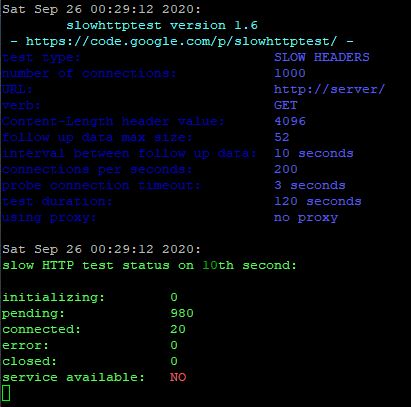 Sat Sep 26 00:29:12 2020:
slowhttptest version 1.6
- https://code.google.com/p/slowhttptest/ -
test type: SLOW HEADERS
number of connections: 1000
URL: http://server/
verb: GET
Content-Length header value: 4096
follow up data max size: 52
interval between follow up data: 10 seconds
connections per seconds: 200
probe connection timeout: 3 seconds
test duration: 120 seconds
using proxy: no proxy
Sat Sep 26 00:29:12 2020:
slow HTTP test status on 10th second:
initializing: 0
pending: 980
connected: 20
error: 0
closed: 0
service available: NO